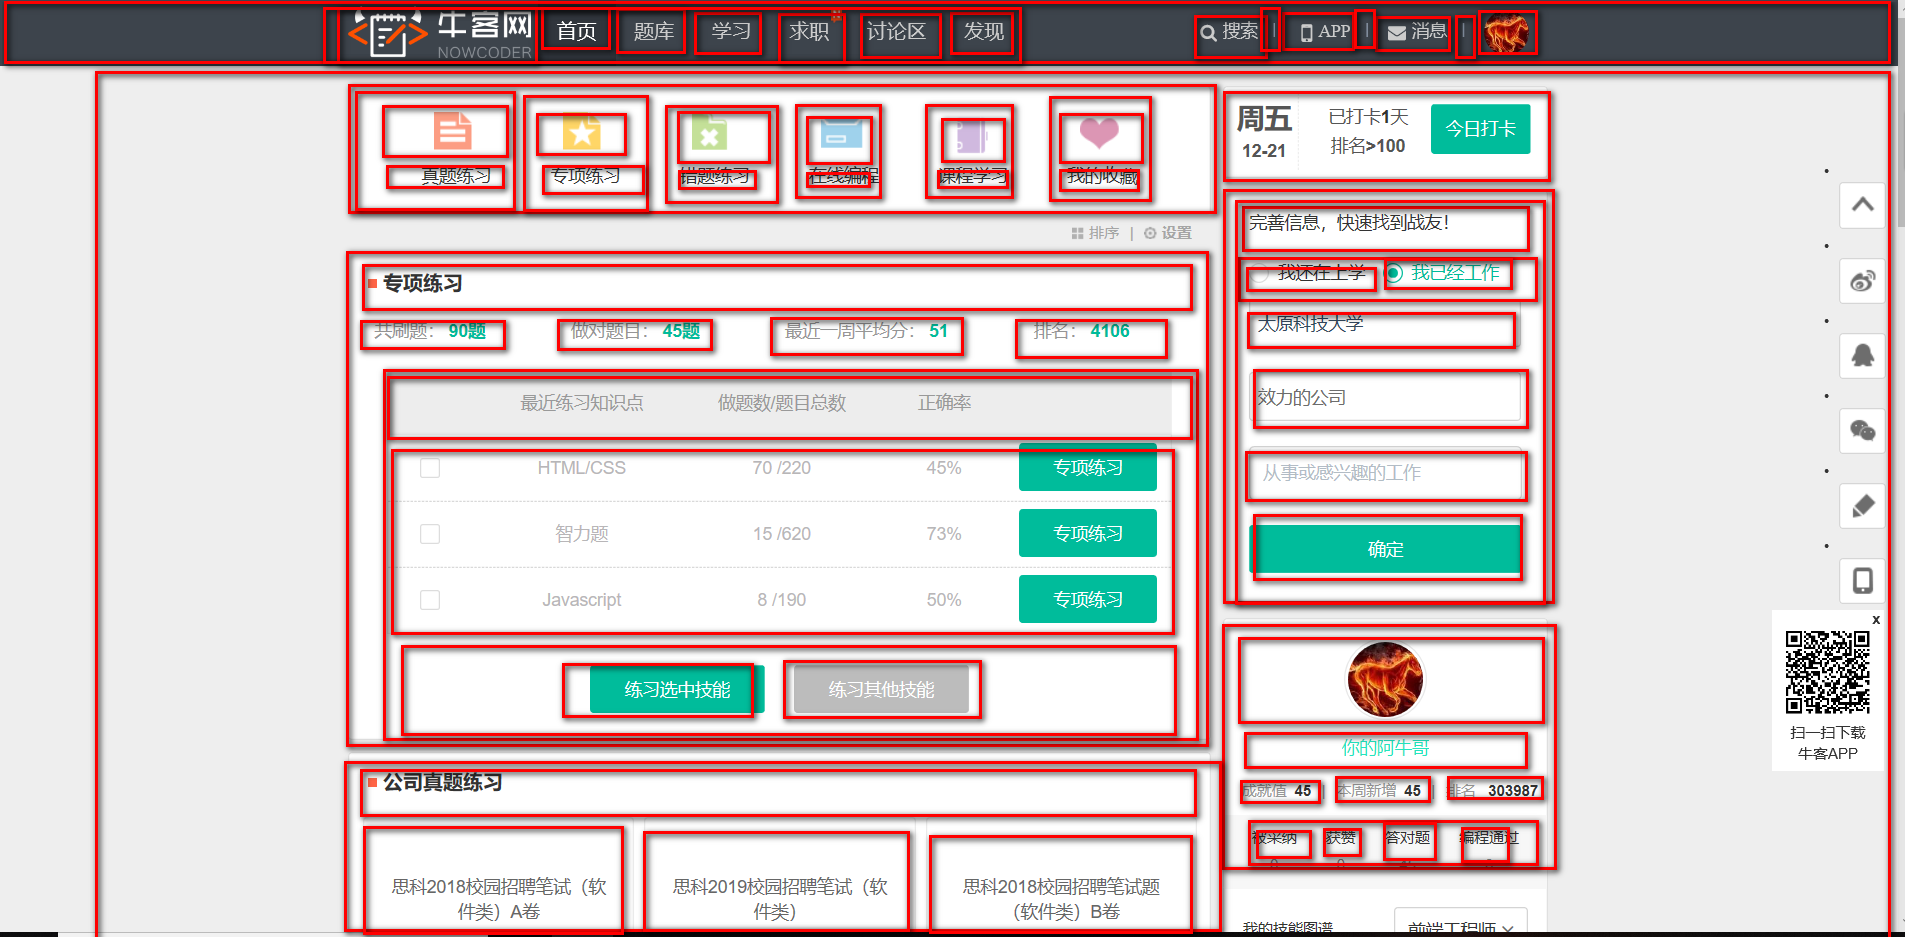 牛客网
NOWCODER
首页 题库 学习 求职 讨论区 发现
搜索 | APP | 消息 |
真题练习 专项练习 错题练习 在线编程 课程学习 我的收藏
周五
12-21
已打卡1天
排名>100
今日打卡
排序 | 设置
完善信息，快速找到战友！
我还在上学 我已经工作
太原科技大学
效力的公司
从事或感兴趣的工作
确定
专项练习
共刷题： 90题 做对题目： 45题 最近一周平均分： 51 排名： 4106
最近练习知识点 做题数/题目总数 正确率
HTML/CSS 70 /220 45% 专项练习
智力题 15 /620 73% 专项练习
Javascript 8 /190 50% 专项练习
练习选中技能 练习其他技能
你的阿牛哥
成就值 45 | 本周新增 45 | 排名 303987
被采纳 获赞 答对题 编程通过
公司真题练习
思科2018校园招聘笔试（软
件类）A卷
思科2019校园招聘笔试（软
件类）
思科2018校园招聘笔试题
（软件类）B卷
我的技能图谱 前端工程师
x
扫一扫下载
牛客APP